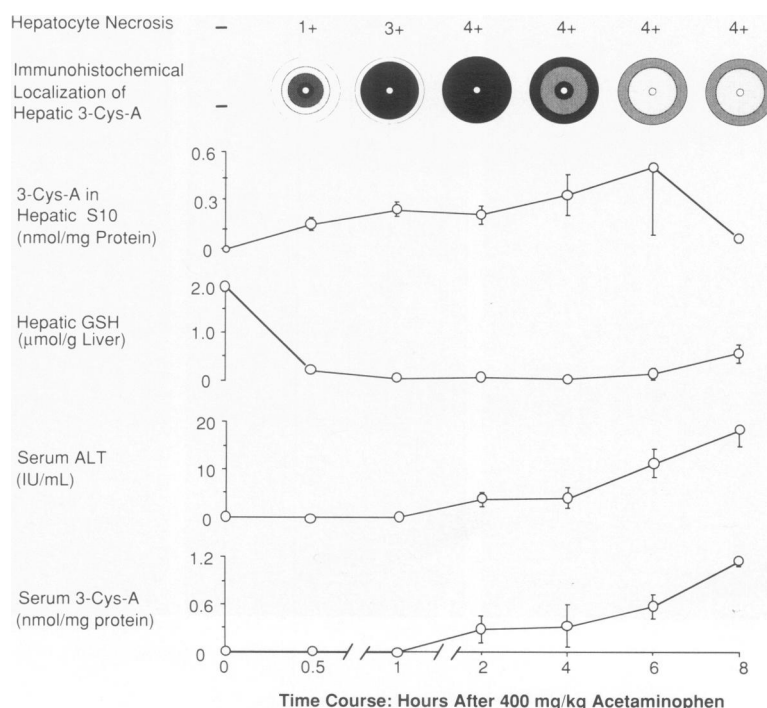 Hepatocyte Necrosis
– 1+ 3+ 4+ 4+ 4+ 4+
Immunohistochemical
Localization of
Hepatic 3-Cys-A
–
3-Cys-A in
Hepatic S10
(nmol/mg Protein)
0.6
0.3
0
Hepatic GSH
(μmol/g Liver)
2.0
1.0
0
Serum ALT
(IU/mL)
20
10
0
Serum 3-Cys-A
(nmol/mg protein)
1.2
0.6
0
0 0.5 1 2 4 6 8
Time Course: Hours After 400 mg/kg Acetaminophen